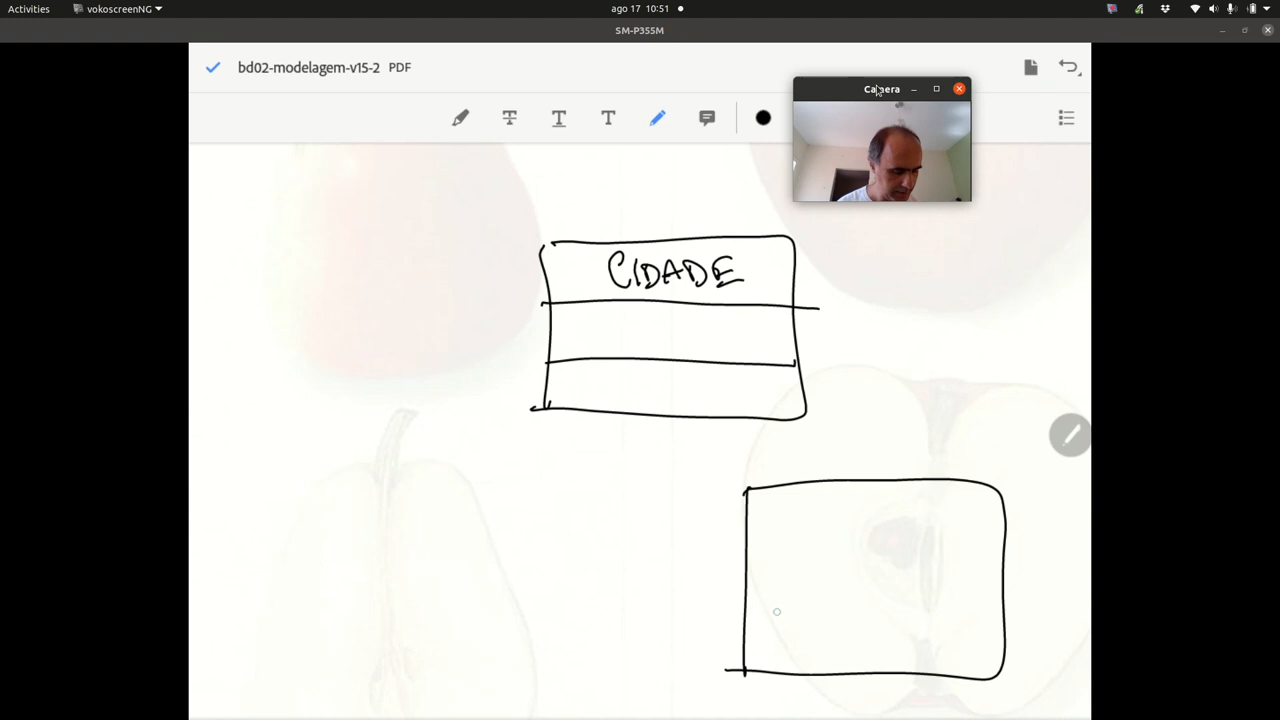 Activities vokoscreenNG ago 17 10:51
SM-P355M
bd02-modelagem-v15-2 PDF
T T T
Camera
CIDADE